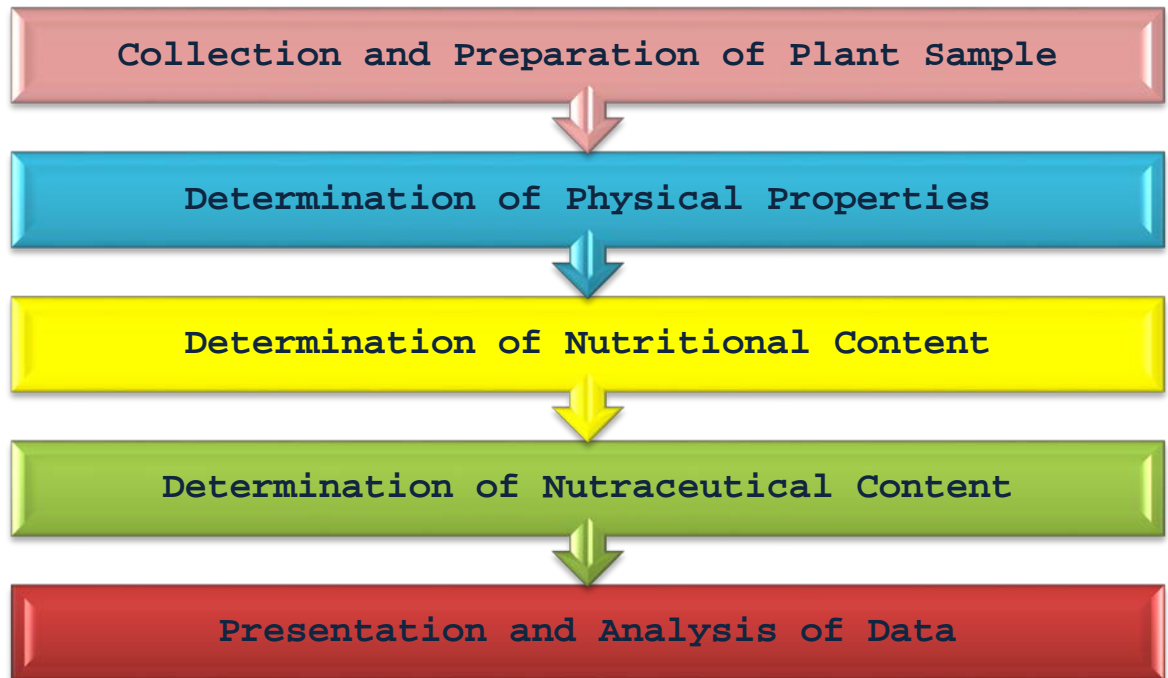 Collection and Preparation of Plant Sample
Determination of Physical Properties
Determination of Nutritional Content
Determination of Nutraceutical Content
Presentation and Analysis of Data